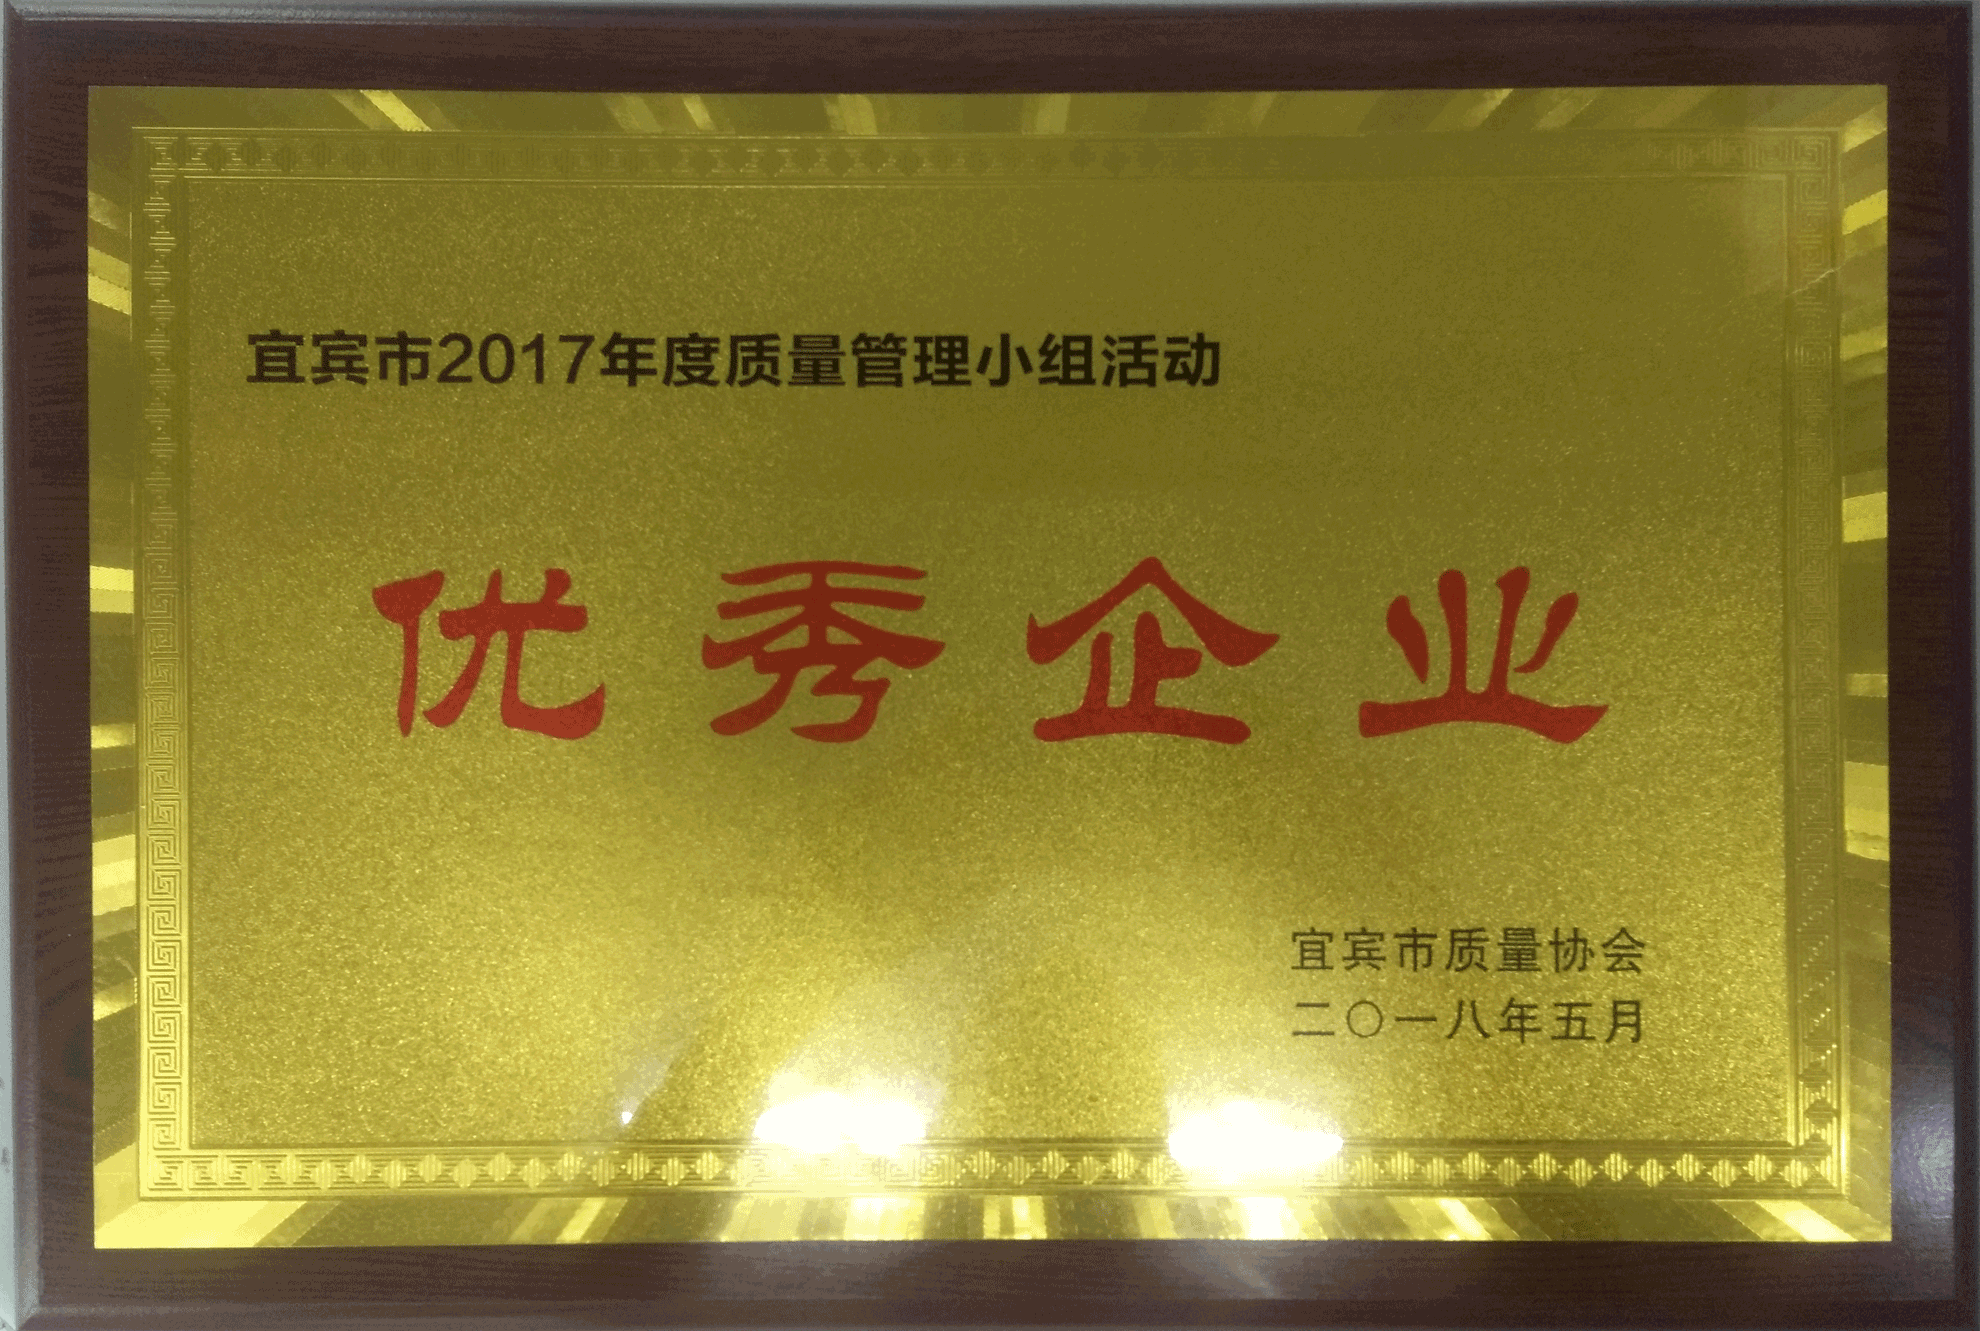 宜宾市2017年度质量管理小组活动
优秀企业
宜宾市质量协会
二〇一八年五月